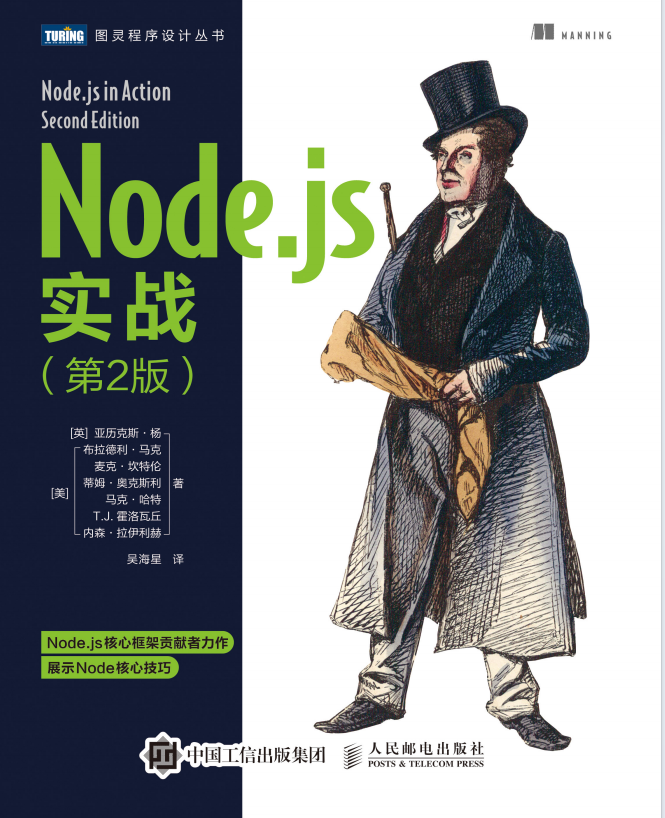 TURING 图灵程序设计丛书
MANNING
Node.js in Action
Second Edition
Node.js
实战
（第2版）
[英] 亚历克斯·杨
布拉德利·马克
麦克·坎特伦
[美] 蒂姆·奥克斯利 著
马克·哈特
T.J. 霍洛瓦丘
内森·拉伊利赫
吴海星 译
Node.js核心框架贡献者力作
展示Node核心技巧
中国工信出版集团
人民邮电出版社
POSTS & TELECOM PRESS